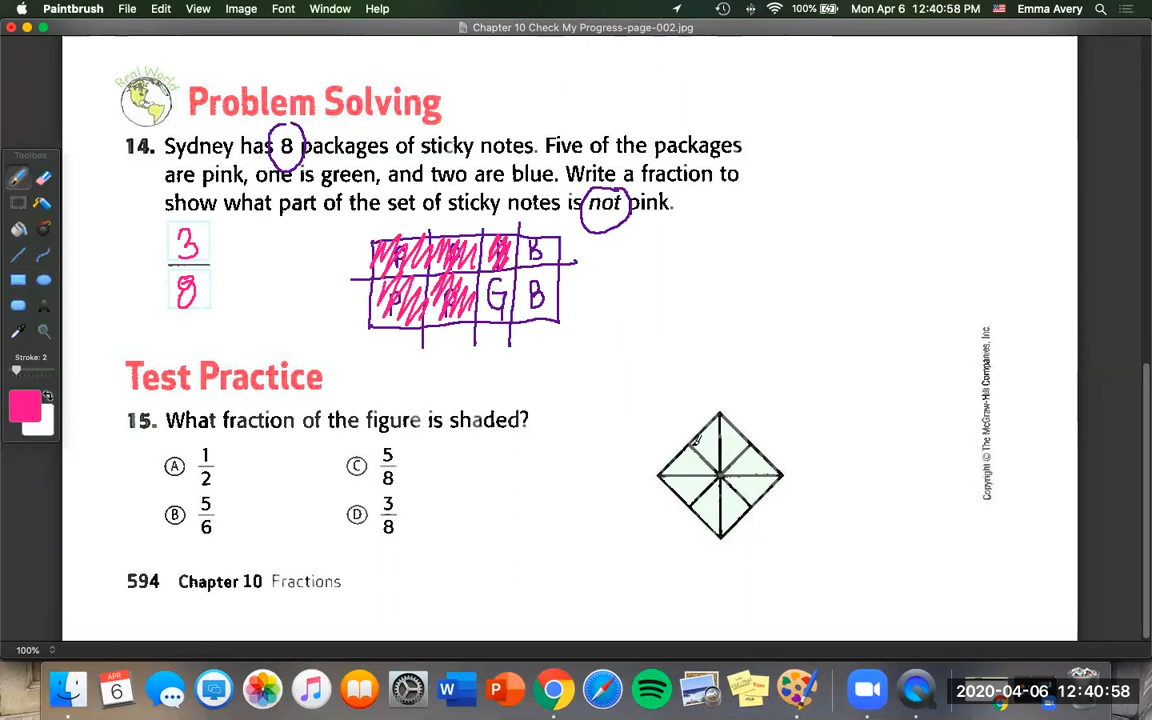 Paintbrush File Edit View Image Font Window Help 100% Mon Apr 6 12:40:58 PM Emma Avery
Chapter 10 Check My Progress-page-002.jpg
Toolbox
Real World
Problem Solving
14. Sydney has 8 packages of sticky notes. Five of the packages
are pink, one is green, and two are blue. Write a fraction to
show what part of the set of sticky notes is not pink.
3
8
P P P B
P P G B
Stroke: 2
Test Practice
15. What fraction of the figure is shaded?
A 1/2
C 5/8
B 5/6
D 3/8
Copyright © The McGraw-Hill Companies, Inc.
594 Chapter 10 Fractions
100%
APR
6
W P
2020-04-06 12:40:58